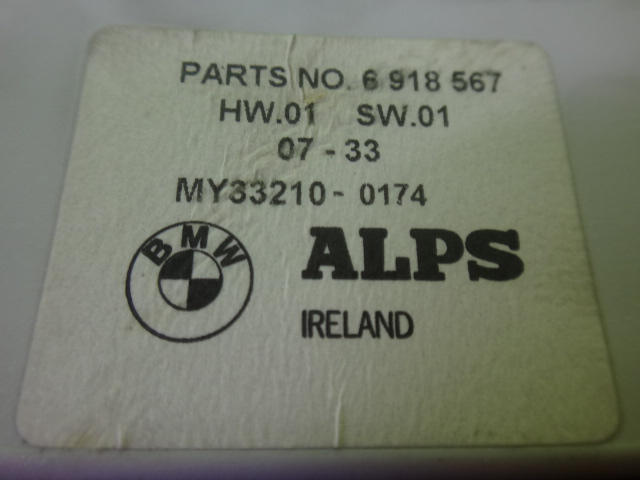 PARTS NO. 6 918 567
HW.01 SW.01
07 - 33
MY33210 - 0174
BMW
ALPS
IRELAND